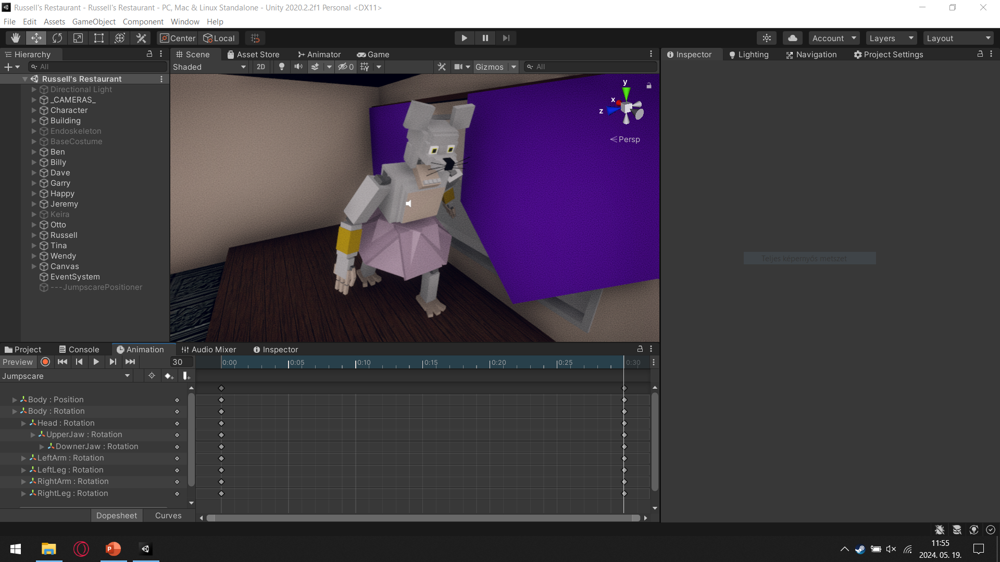 Russell's Restaurant - Russell's Restaurant - PC, Mac & Linux Standalone - Unity 2020.2.2f1 Personal <DX11>
File Edit Assets GameObject Component Window Help
Center Local Account Layers Layout
Hierarchy Scene Asset Store Animator Game Inspector Lighting Navigation Project Settings
All Shaded 2D 0 Gizmos All
Russell's Restaurant
Directional Light
_CAMERAS_
Character
Building
Endoskeleton
BaseCostume
Ben
Billy
Dave
Garry
Happy
Jeremy
Keira
Otto
Russell
Tina
Wendy
Canvas
EventSystem
---JumpscarePositioner
y
x
z
Persp
Teljes képernyős metszet
Project Console Animation Audio Mixer Inspector
Preview 30 0:00 0:05 0:10 0:15 0:20 0:25 0:30
Jumpscare
Body : Position
Body : Rotation
Head : Rotation
UpperJaw : Rotation
DownerJaw : Rotation
LeftArm : Rotation
LeftLeg : Rotation
RightArm : Rotation
RightLeg : Rotation
Dopesheet Curves
11:55
2024. 05. 19.